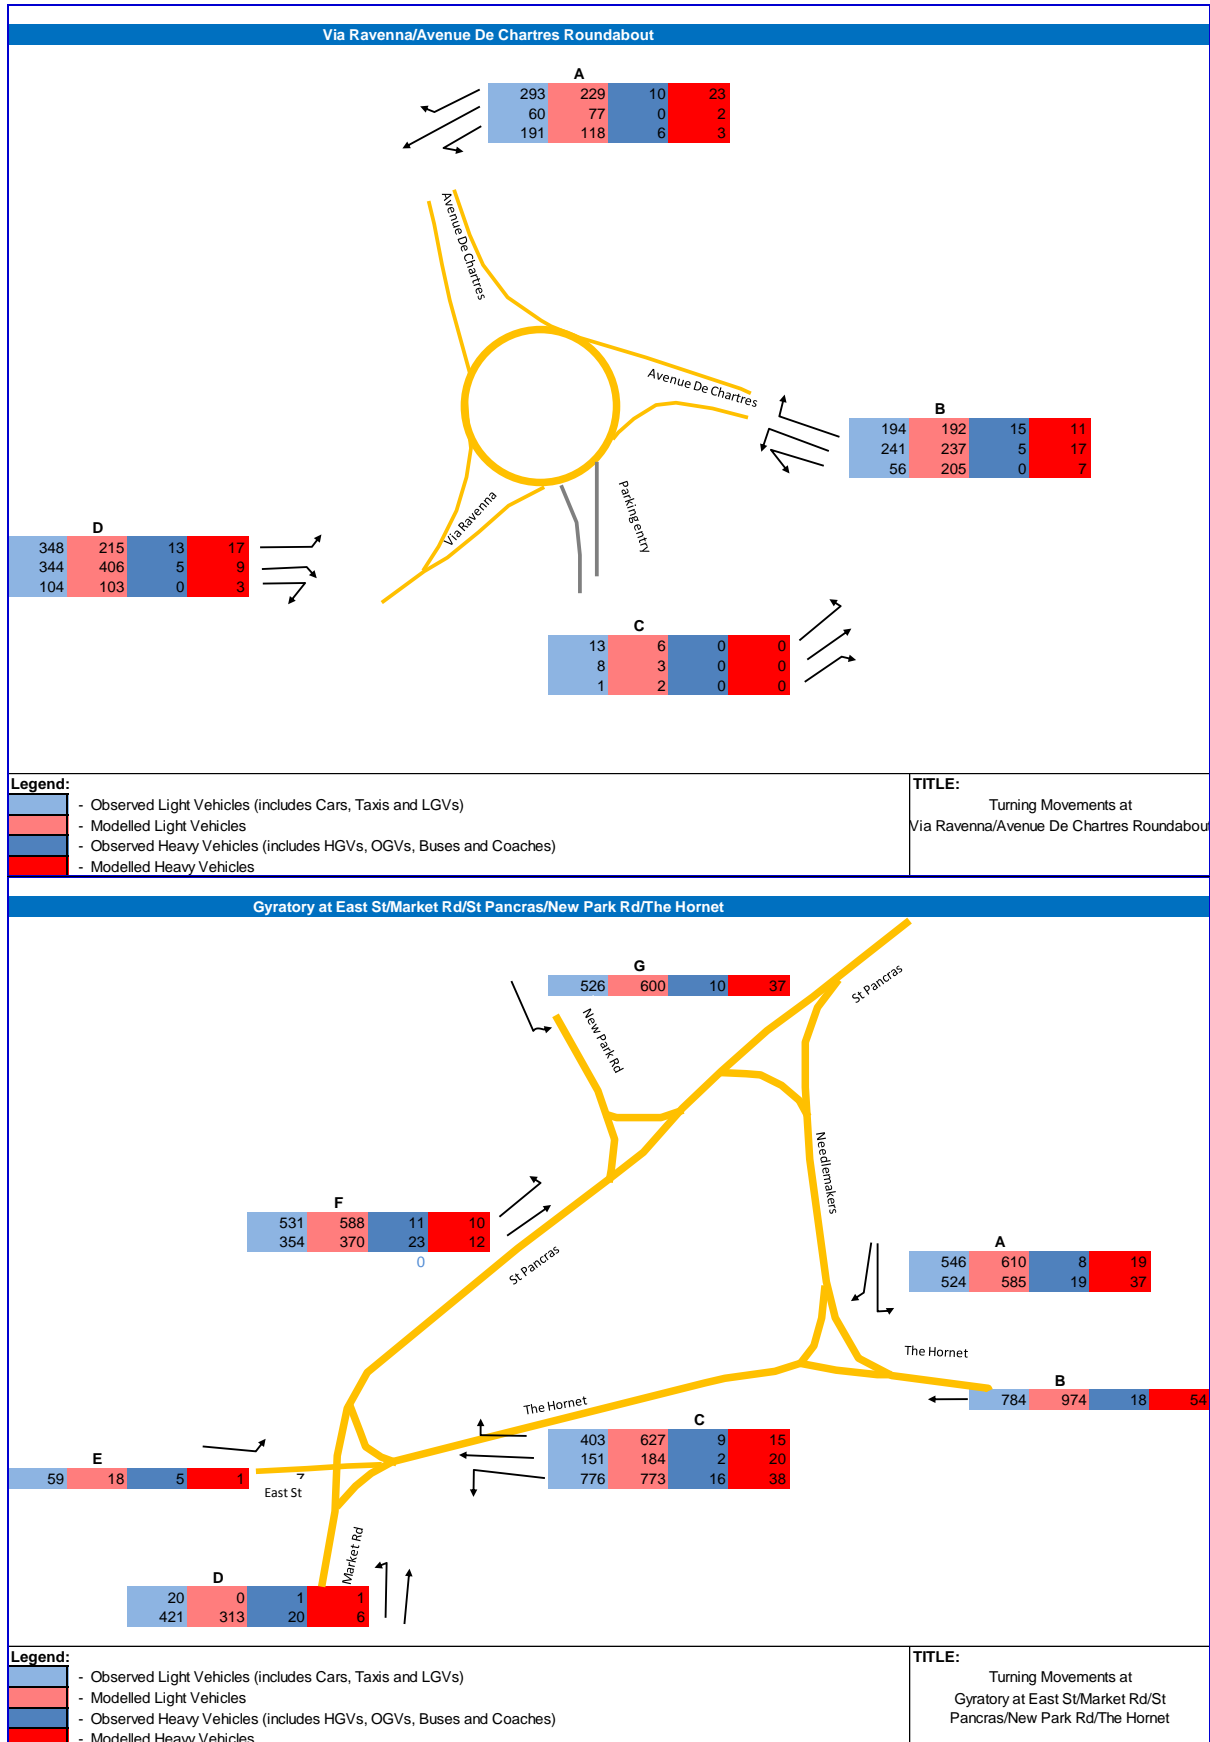 Via Ravenna/Avenue De Chartres Roundabout
A
293 229 10 23
60 77 0 2
191 118 6 3
Avenue De Chartres
Avenue De Chartres
B
194 192 15 11
241 237 5 17
56 205 0 7
Parking entry
Via Ravenna
D
348 215 13 17
344 406 5 9
104 103 0 3
C
13 6 0 0
8 3 0 0
1 2 0 0
Legend:
- Observed Light Vehicles (includes Cars, Taxis and LGVs)
- Modelled Light Vehicles
- Observed Heavy Vehicles (includes HGVs, OGVs, Buses and Coaches)
- Modelled Heavy Vehicles
TITLE:
Turning Movements at
Via Ravenna/Avenue De Chartres Roundabout
Gyratory at East St/Market Rd/St Pancras/New Park Rd/The Hornet
G
526 600 10 37
St Pancras
New Park Rd
Needlemakers
F
531 588 11 10
354 370 23 12
0
St Pancras
A
546 610 8 19
524 585 19 37
The Hornet
B
784 974 18 54
The Hornet
C
403 627 9 15
151 184 2 20
776 773 16 38
E
59 18 5 1
East St
Market Rd
D
20 0 1 1
421 313 20 6
Legend:
- Observed Light Vehicles (includes Cars, Taxis and LGVs)
- Modelled Light Vehicles
- Observed Heavy Vehicles (includes HGVs, OGVs, Buses and Coaches)
- Modelled Heavy Vehicles
TITLE:
Turning Movements at
Gyratory at East St/Market Rd/St
Pancras/New Park Rd/The Hornet